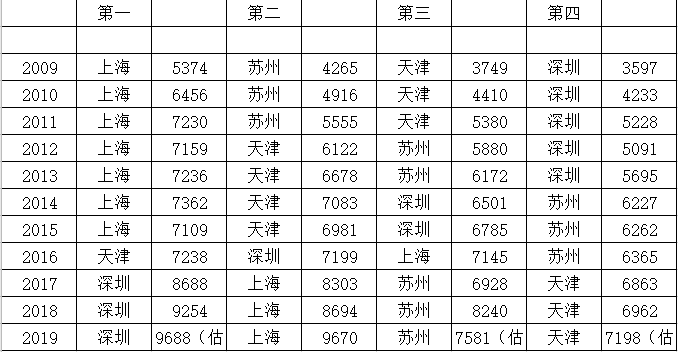 第一 第二 第三 第四
2009 上海 5374 苏州 4265 天津 3749 深圳 3597
2010 上海 6456 苏州 4916 天津 4410 深圳 4233
2011 上海 7230 苏州 5555 天津 5380 深圳 5228
2012 上海 7159 天津 6122 苏州 5880 深圳 5091
2013 上海 7236 天津 6678 苏州 6172 深圳 5695
2014 上海 7362 天津 7083 深圳 6501 苏州 6227
2015 上海 7109 天津 6981 深圳 6785 苏州 6262
2016 天津 7238 深圳 7199 上海 7145 苏州 6365
2017 深圳 8688 上海 8303 苏州 6928 天津 6863
2018 深圳 9254 上海 8694 苏州 8240 天津 6962
2019 深圳 9688（估 上海 9670 苏州 7581（估 天津 7198（估